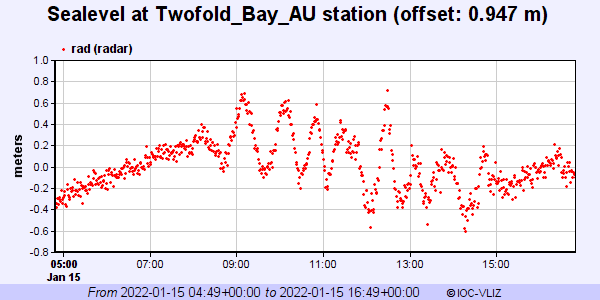 Sealevel at Twofold_Bay_AU station (offset: 0.947 m)
rad (radar)
meters
1.0
0.8
0.6
0.4
0.2
0.0
-0.2
-0.4
-0.6
-0.8
05:00 07:00 09:00 11:00 13:00 15:00
Jan 15
From 2022-01-15 04:49+00:00 to 2022-01-15 16:49+00:00 © IOC-VLIZ